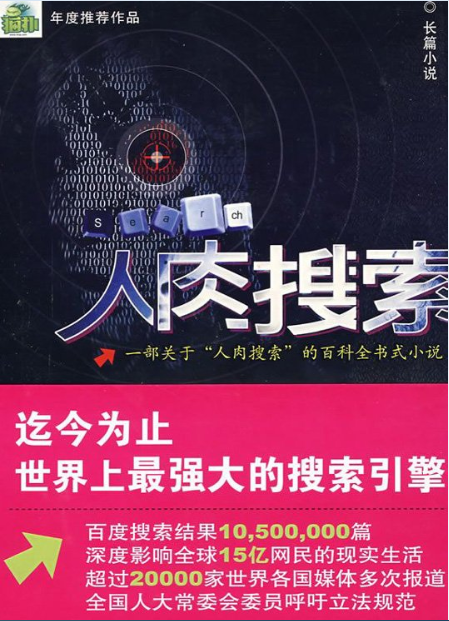 年度推荐作品
◎长篇小说
search
人肉搜索
一部关于“人肉搜索”的百科全书式小说
迄今为止
世界上最强大的搜索引擎
百度搜索结果10,500,000篇
深度影响全球15亿网民的现实生活
超过20000家世界各国媒体多次报道
全国人大常委会委员呼吁立法规范